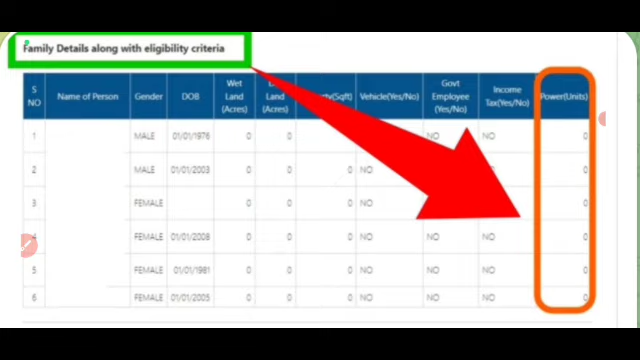 Family Details along with eligibility criteria
S NO Name of Person Gender DOB Wet Land (Acres) Land (Acres) (Sqft) Vehicle(Yes/No) Govt Employee (Yes/No) Income Tax(Yes/No) Power(Units)
1 MALE 01/01/1976 0 0 NO NO 0
2 MALE 01/01/2003 0 0 0 NO 0
3 FEMALE 0 0 0 NO 0
4 FEMALE 01/01/2008 0 0 0 NO NO NO 0
5 FEMALE 01/01/1981 0 0 0 NO NO NO 0
6 FEMALE 01/01/2005 0 0 0 NO NO NO 0